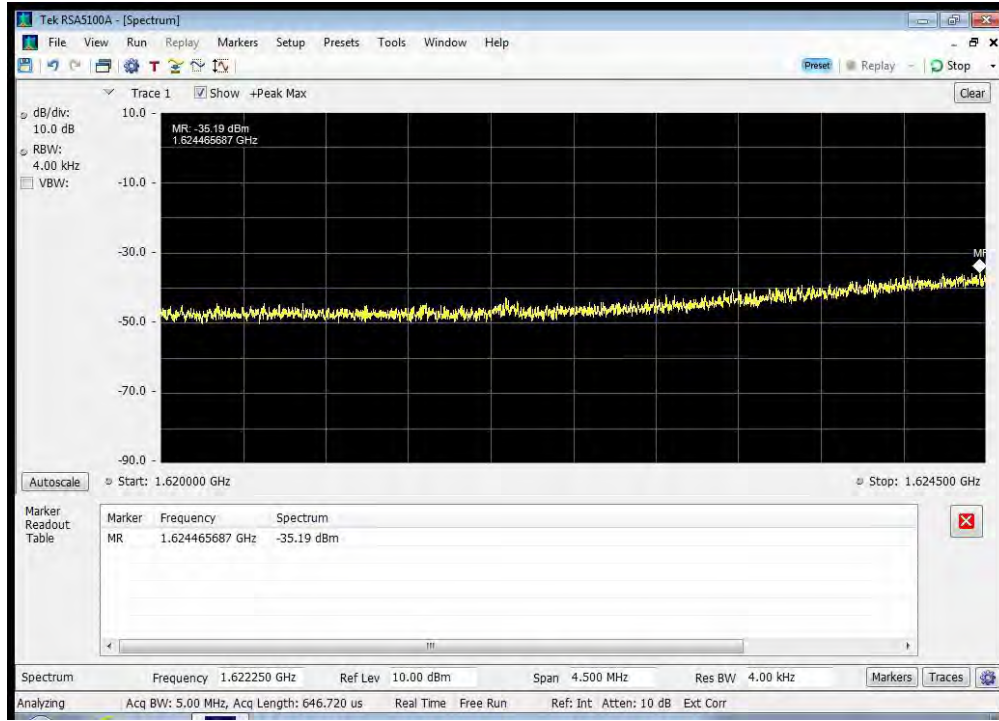 Tek RSA5100A - [Spectrum]
File View Run Replay Markers Setup Presets Tools Window Help
T
Preset Replay Stop
Trace 1 Show +Peak Max Clear
dB/div:
10.0 dB
RBW:
4.00 kHz
VBW:
10.0
MR: -35.19 dBm
1.624465687 GHz
-10.0
-30.0
-50.0
-70.0
-90.0
Autoscale
Start: 1.620000 GHz
Stop: 1.624500 GHz
Marker
Readout
Table
Marker Frequency Spectrum
MR 1.624465687 GHz -35.19 dBm
Spectrum Frequency 1.622250 GHz Ref Lev 10.00 dBm Span 4.500 MHz Res BW 4.00 kHz Markers Traces
Analyzing Acq BW: 5.00 MHz, Acq Length: 646.720 us Real Time Free Run Ref: Int Atten: 10 dB Ext Corr